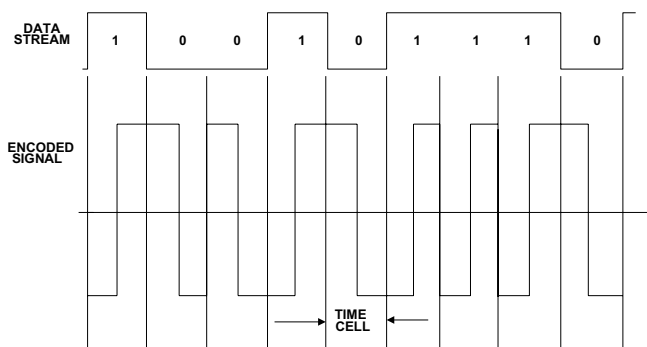 DATA
STREAM
1 0 0 1 0 1 1 1 0
ENCODED
SIGNAL
TIME
CELL